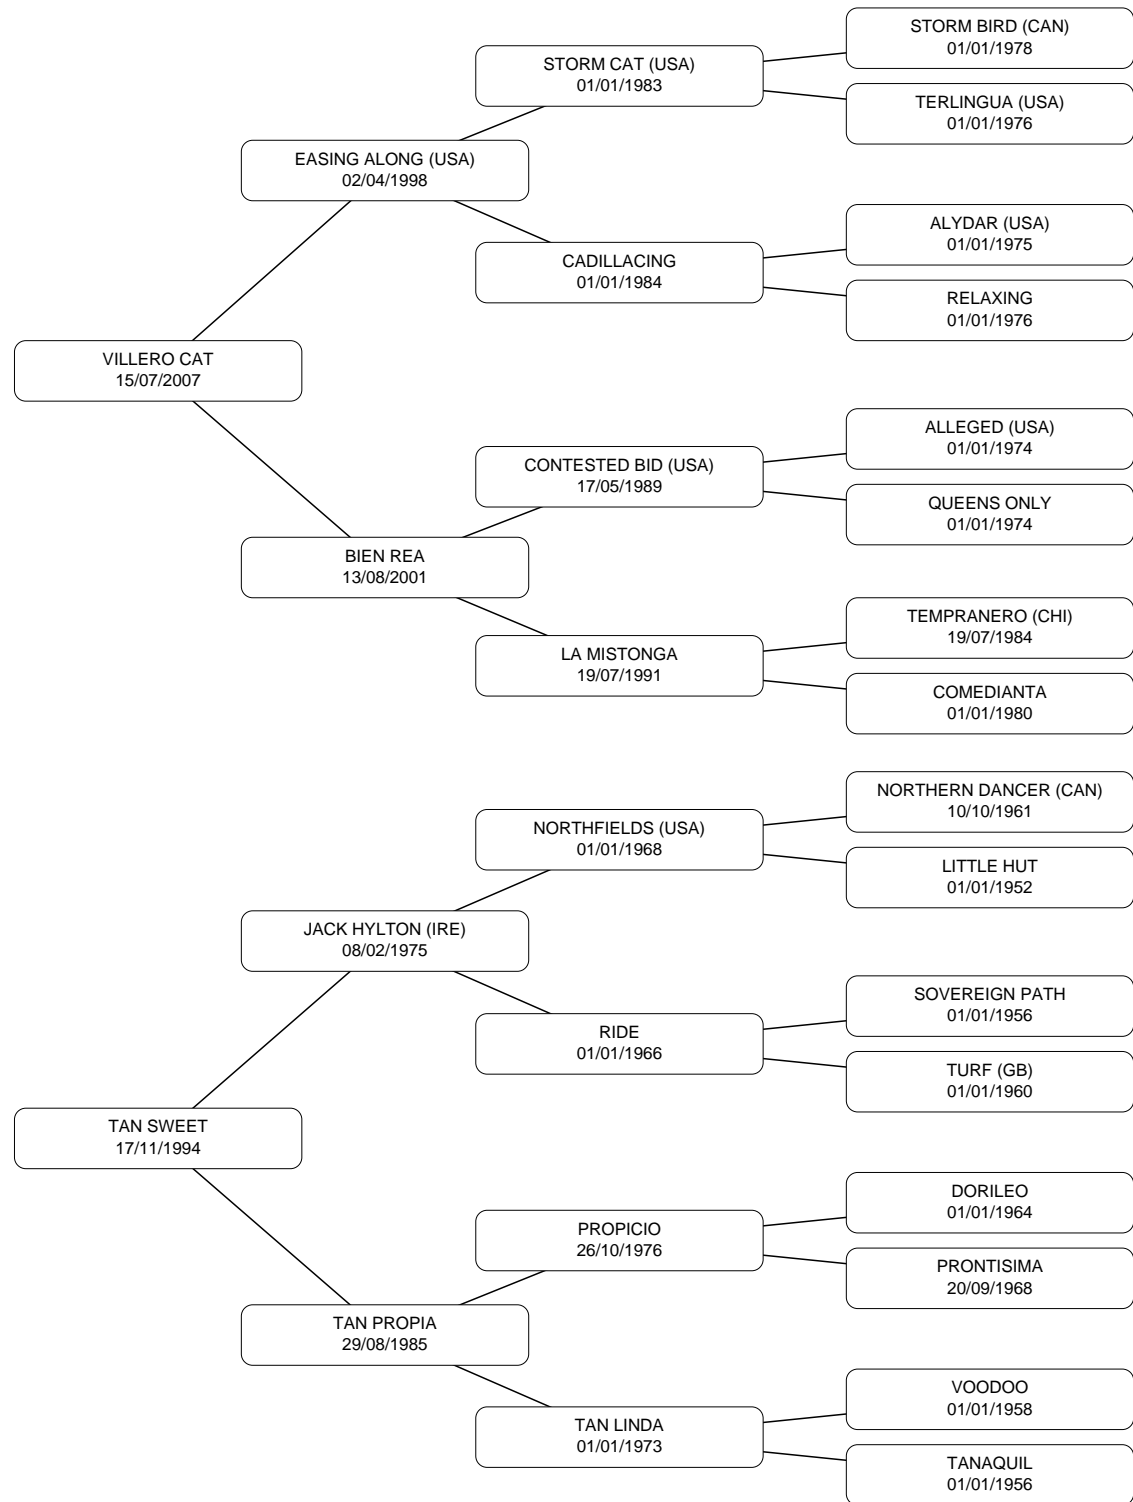 STORM BIRD (CAN)
01/01/1978
STORM CAT (USA)
01/01/1983
TERLINGUA (USA)
01/01/1976
EASING ALONG (USA)
02/04/1998
ALYDAR (USA)
01/01/1975
CADILLACING
01/01/1984
RELAXING
01/01/1976
VILLERO CAT
15/07/2007
ALLEGED (USA)
01/01/1974
CONTESTED BID (USA)
17/05/1989
QUEENS ONLY
01/01/1974
BIEN REA
13/08/2001
TEMPRANERO (CHI)
19/07/1984
LA MISTONGA
19/07/1991
COMEDIANTA
01/01/1980
NORTHERN DANCER (CAN)
10/10/1961
NORTHFIELDS (USA)
01/01/1968
LITTLE HUT
01/01/1952
JACK HYLTON (IRE)
08/02/1975
SOVEREIGN PATH
01/01/1956
RIDE
01/01/1966
TURF (GB)
01/01/1960
TAN SWEET
17/11/1994
DORILEO
01/01/1964
PROPICIO
26/10/1976
PRONTISIMA
20/09/1968
TAN PROPIA
29/08/1985
VOODOO
01/01/1958
TAN LINDA
01/01/1973
TANAQUIL
01/01/1956